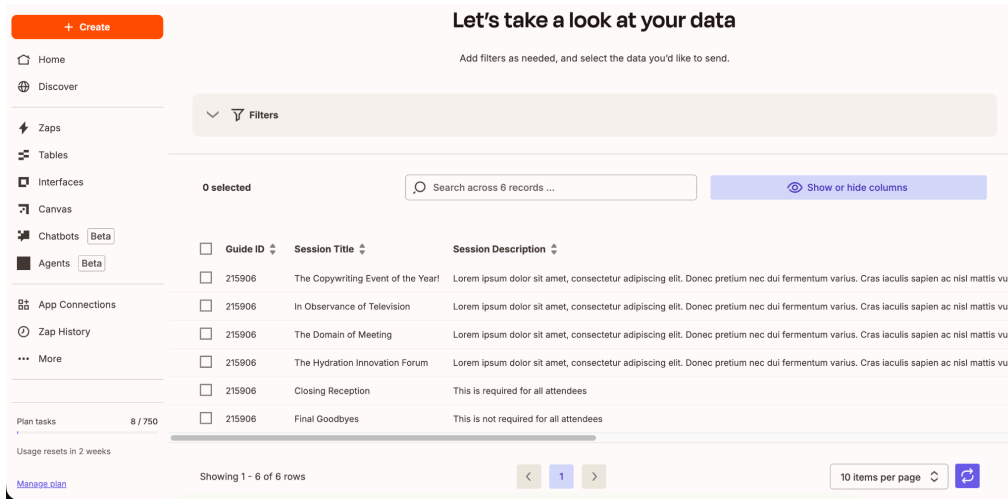 + Create
Home
Discover
Zaps
Tables
Interfaces
Canvas
Chatbots Beta
Agents Beta
App Connections
Zap History
More
Plan tasks 8 / 750
Usage resets in 2 weeks
Manage plan
Let's take a look at your data
Add filters as needed, and select the data you'd like to send.
Filters
0 selected
Search across 6 records ...
Show or hide columns
Guide ID Session Title Session Description
215906 The Copywriting Event of the Year! Lorem ipsum dolor sit amet, consectetur adipiscing elit. Donec pretium nec dui fermentum varius. Cras iaculis sapien ac nisl mattis vu
215906 In Observance of Television Lorem ipsum dolor sit amet, consectetur adipiscing elit. Donec pretium nec dui fermentum varius. Cras iaculis sapien ac nisl mattis vu
215906 The Domain of Meeting Lorem ipsum dolor sit amet, consectetur adipiscing elit. Donec pretium nec dui fermentum varius. Cras iaculis sapien ac nisl mattis vu
215906 The Hydration Innovation Forum Lorem ipsum dolor sit amet, consectetur adipiscing elit. Donec pretium nec dui fermentum varius. Cras iaculis sapien ac nisl mattis vu
215906 Closing Reception This is required for all attendees
215906 Final Goodbyes This is not required for all attendees
Showing 1 - 6 of 6 rows
1
10 items per page